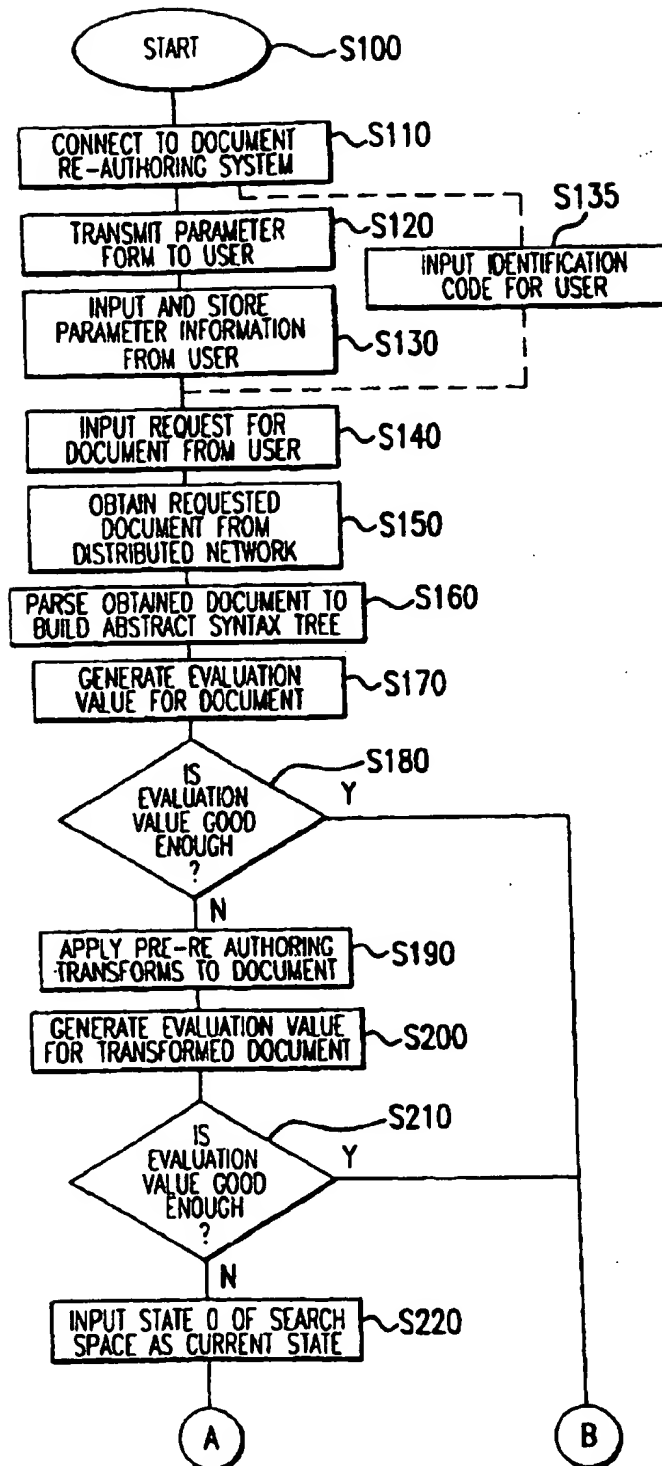 START
S100
CONNECT TO DOCUMENT
RE-AUTHORING SYSTEM
S110
TRANSMIT PARAMETER
FORM TO USER
S120
S135
INPUT IDENTIFICATION
CODE FOR USER
INPUT AND STORE
PARAMETER INFORMATION
FROM USER
S130
INPUT REQUEST FOR
DOCUMENT FROM USER
S140
OBTAIN REQUESTED
DOCUMENT FROM
DISTRIBUTED NETWORK
S150
PARSE OBTAINED DOCUMENT TO
BUILD ABSTRACT SYNTAX TREE
S160
GENERATE EVALUATION
VALUE FOR DOCUMENT
S170
IS
EVALUATION
VALUE GOOD
ENOUGH
?
S180
Y
N
APPLY PRE-RE AUTHORING
TRANSFORMS TO DOCUMENT
S190
GENERATE EVALUATION VALUE
FOR TRANSFORMED DOCUMENT
S200
IS
EVALUATION
VALUE GOOD
ENOUGH
?
S210
Y
N
INPUT STATE 0 OF SEARCH
SPACE AS CURRENT STATE
S220
A
B